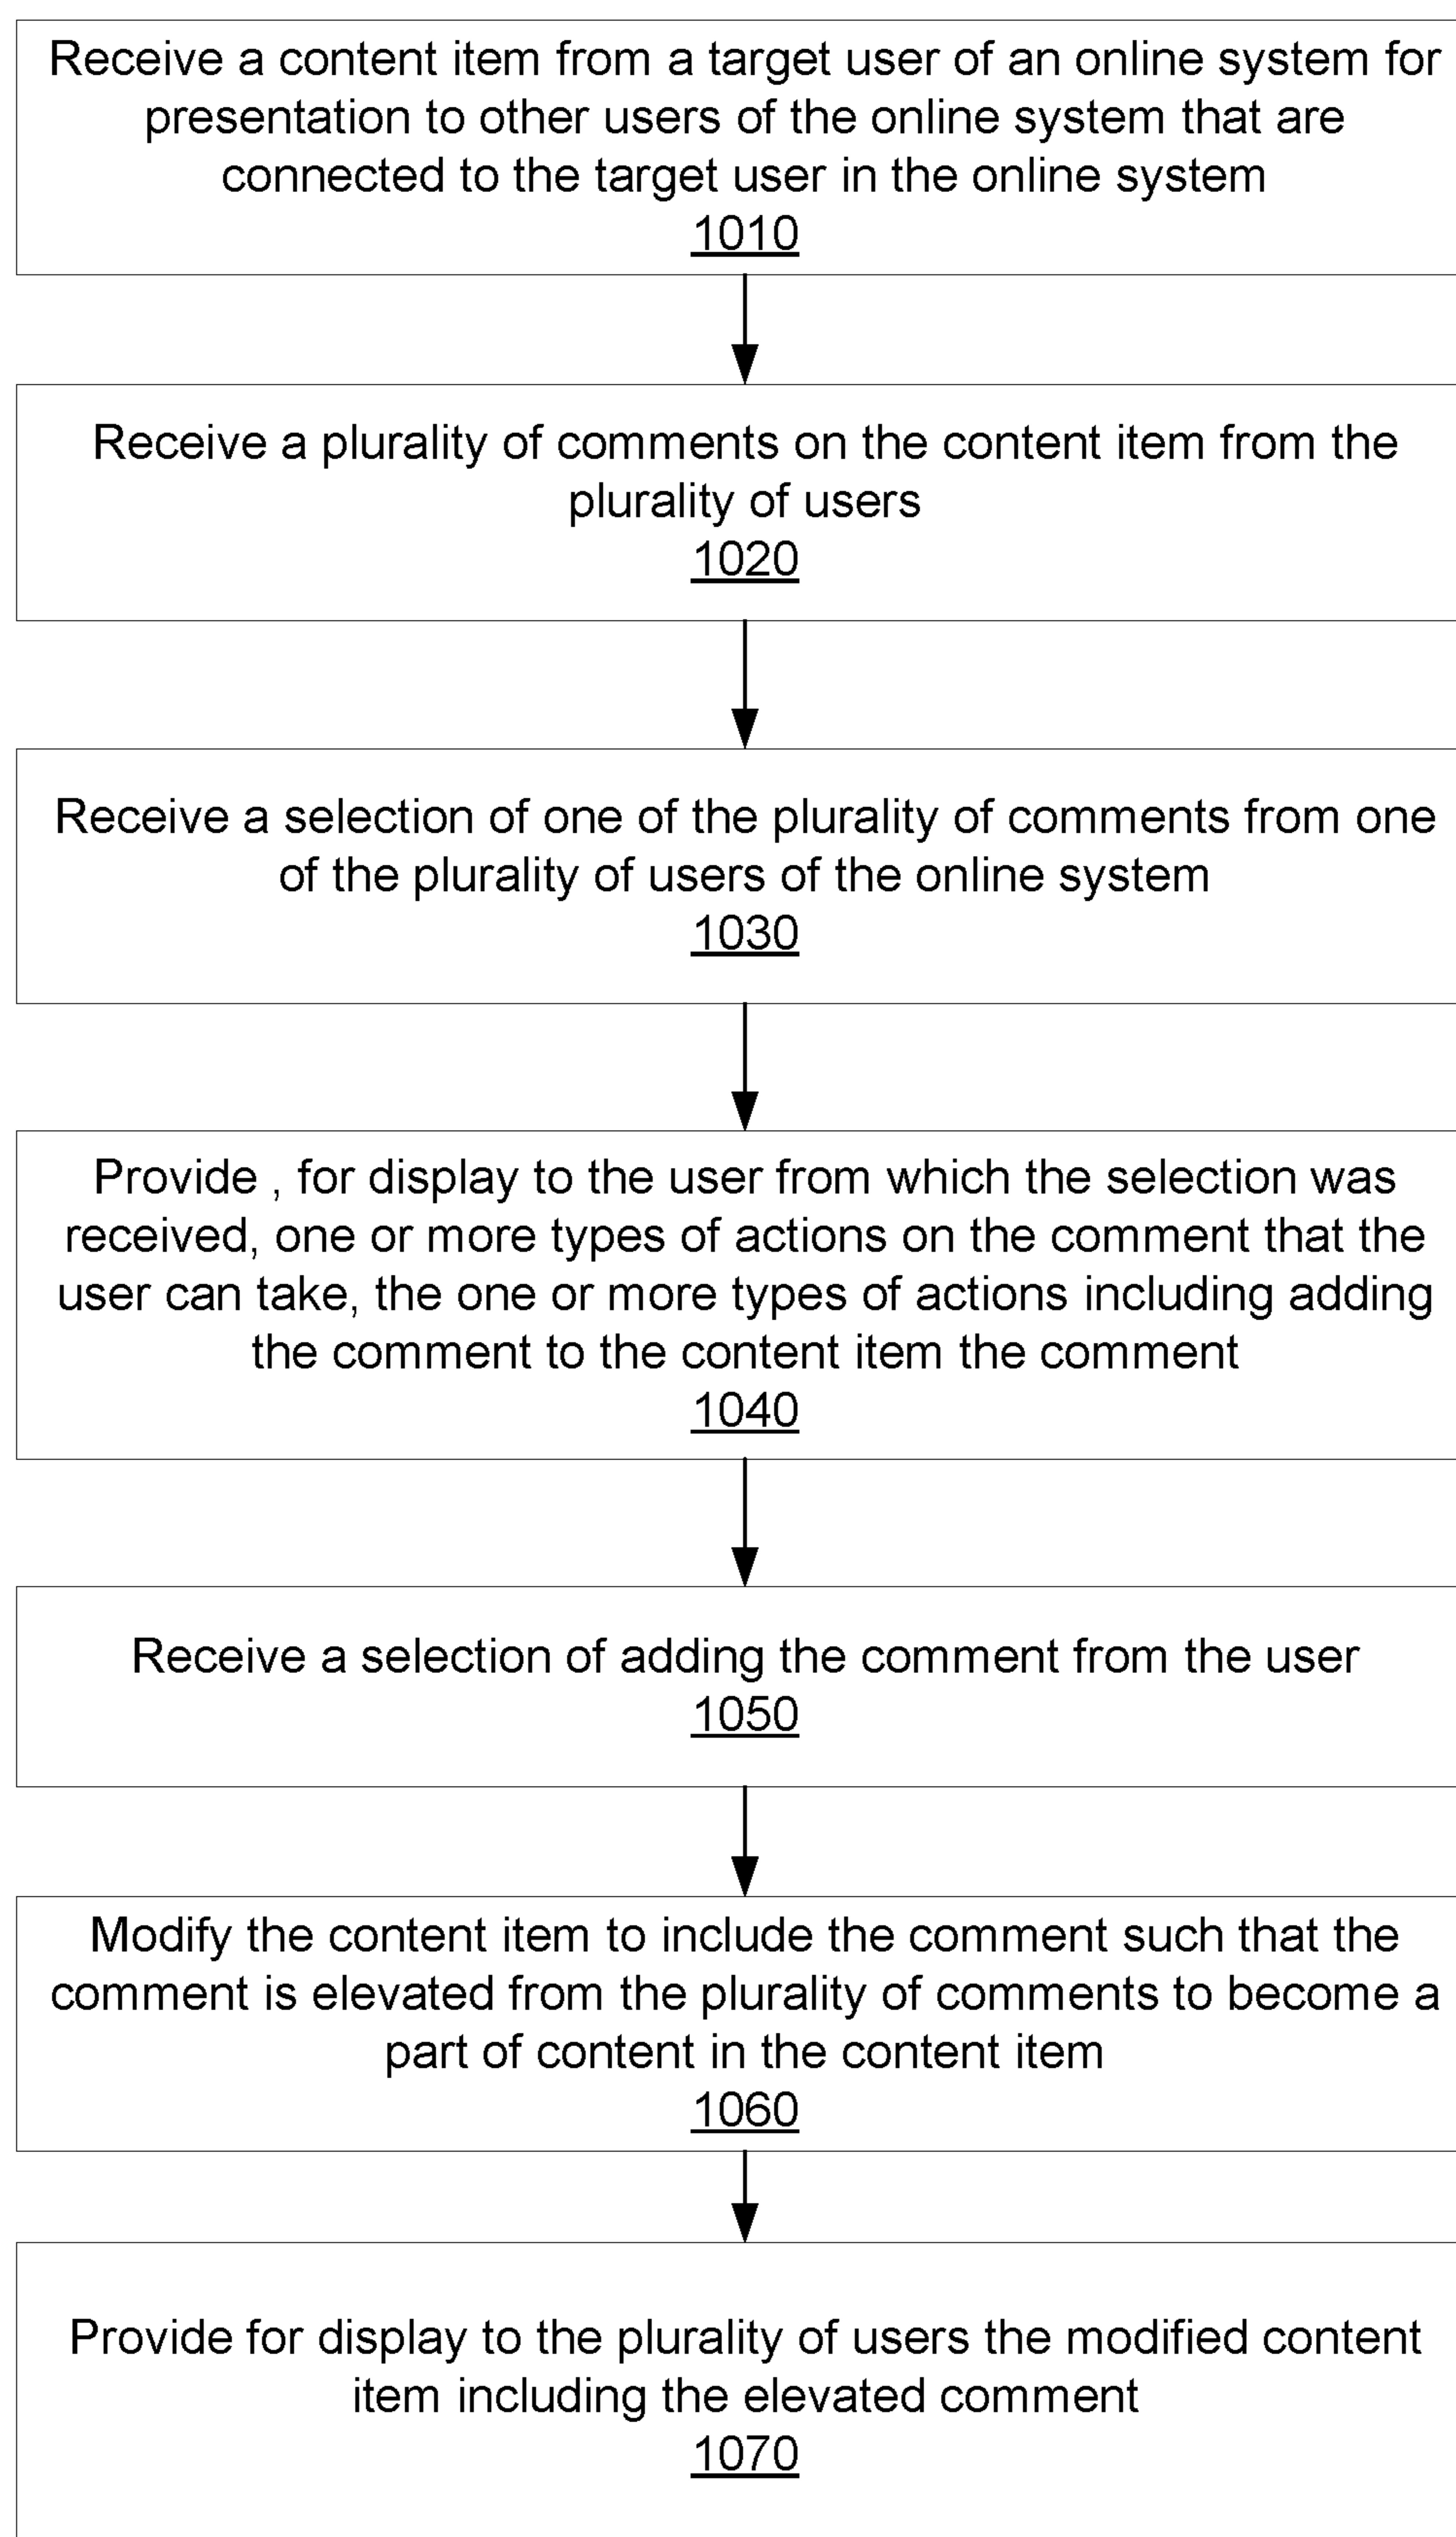 Receive a content item from a target user of an online system for
presentation to other users of the online system that are
connected to the target user in the online system
1010
Receive a plurality of comments on the content item from the
plurality of users
1020
Receive a selection of one of the plurality of comments from one
of the plurality of users of the online system
1030
Provide , for display to the user from which the selection was
received, one or more types of actions on the comment that the
user can take, the one or more types of actions including adding
the comment to the content item the comment
1040
Receive a selection of adding the comment from the user
1050
Modify the content item to include the comment such that the
comment is elevated from the plurality of comments to become a
part of content in the content item
1060
Provide for display to the plurality of users the modified content
item including the elevated comment
1070